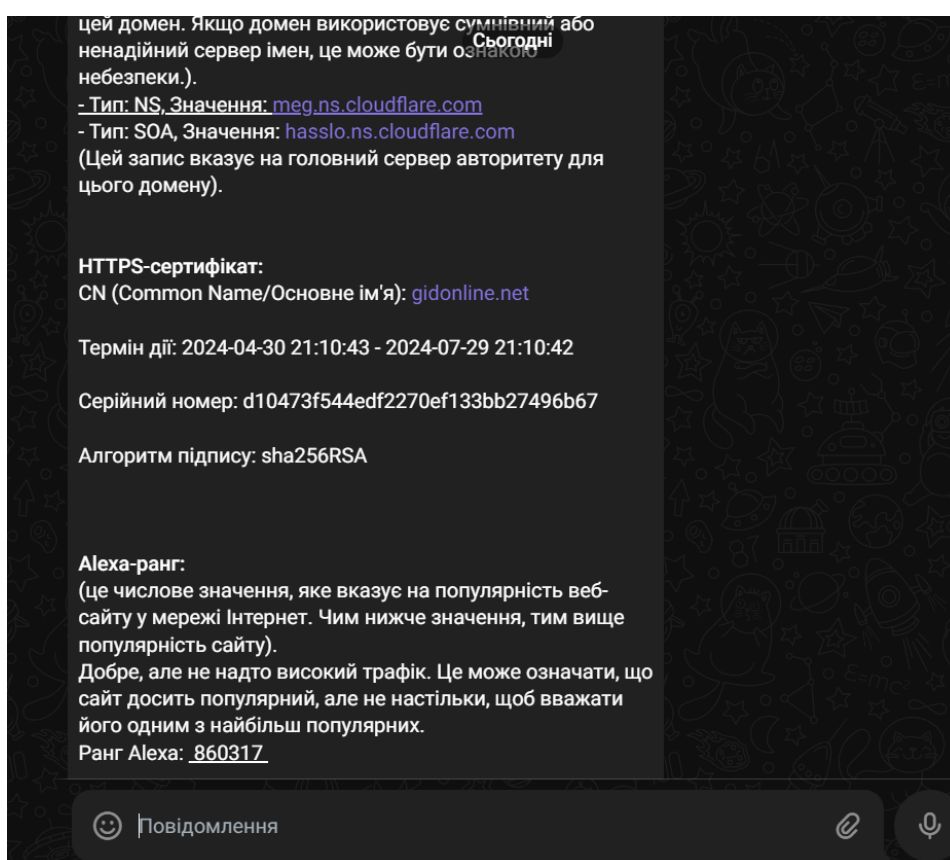 цей домен. Якщо домен використовує сумнівний або
Сьогодні
ненадійний сервер імен, це може бути ознакою
небезпеки.).
- Тип: NS, Значення: meg.ns.cloudflare.com
- Тип: SOA, Значення: hasslo.ns.cloudflare.com
(Цей запис вказує на головний сервер авторитету для
цього домену).
HTTPS-сертифікат:
CN (Common Name/Основне ім'я): gidonline.net
Термін дії: 2024-04-30 21:10:43 - 2024-07-29 21:10:42
Серійний номер: d10473f544edf2270ef133bb27496b67
Алгоритм підпису: sha256RSA
Alexa-ранг:
(це числове значення, яке вказує на популярність веб-
сайту у мережі Інтернет. Чим нижче значення, тим вище
популярність сайту).
Добре, але не надто високий трафік. Це може означати, що
сайт досить популярний, але не настільки, щоб вважати
його одним з найбільш популярних.
Ранг Alexa: 860317
Повідомлення